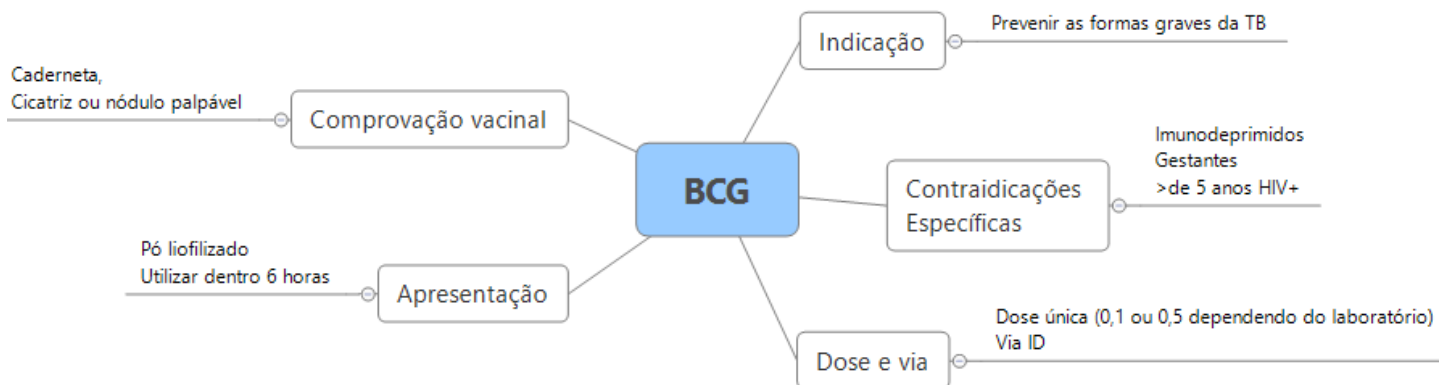 BCG
Indicação
Prevenir as formas graves da TB
Contraidicações
Específicas
Imunodeprimidos
Gestantes
>de 5 anos HIV+
Dose e via
Dose única (0,1 ou 0,5 dependendo do laboratório)
Via ID
Comprovação vacinal
Caderneta,
Cicatriz ou nódulo palpável
Apresentação
Pó liofilizado
Utilizar dentro 6 horas